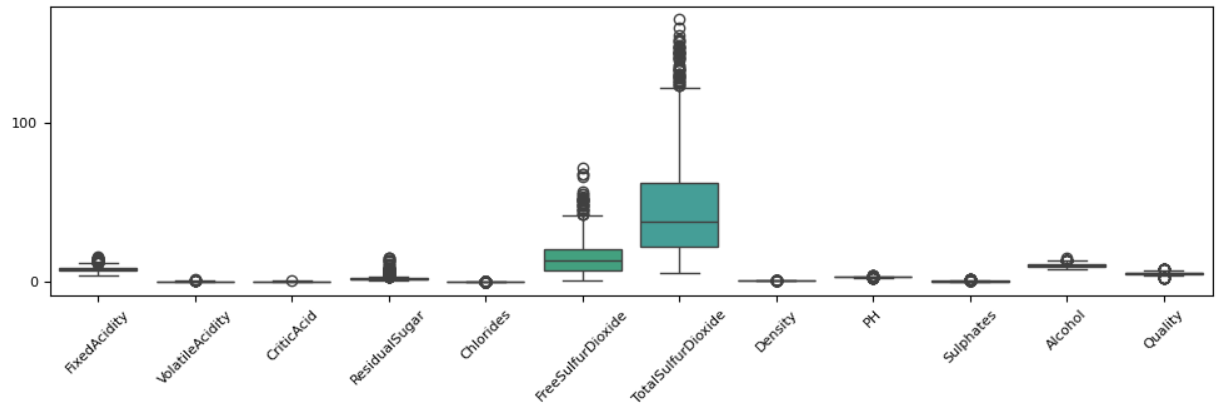 100
0
FixedAcidity
VolatileAcidity
CriticAcid
ResidualSugar
Chlorides
FreeSulfurDioxide
TotalSulfurDioxide
Density
PH
Sulphates
Alcohol
Quality